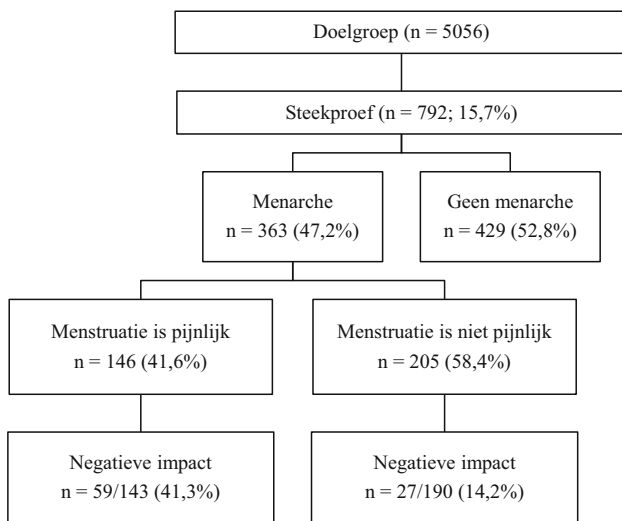 Doelgroep (n = 5056)
Steekproef (n = 792; 15,7%)
Menarche
n = 363 (47,2%)
Geen menarche
n = 429 (52,8%)
Menstruatie is pijnlijk
n = 146 (41,6%)
Menstruatie is niet pijnlijk
n = 205 (58,4%)
Negatieve impact
n = 59/143 (41,3%)
Negatieve impact
n = 27/190 (14,2%)